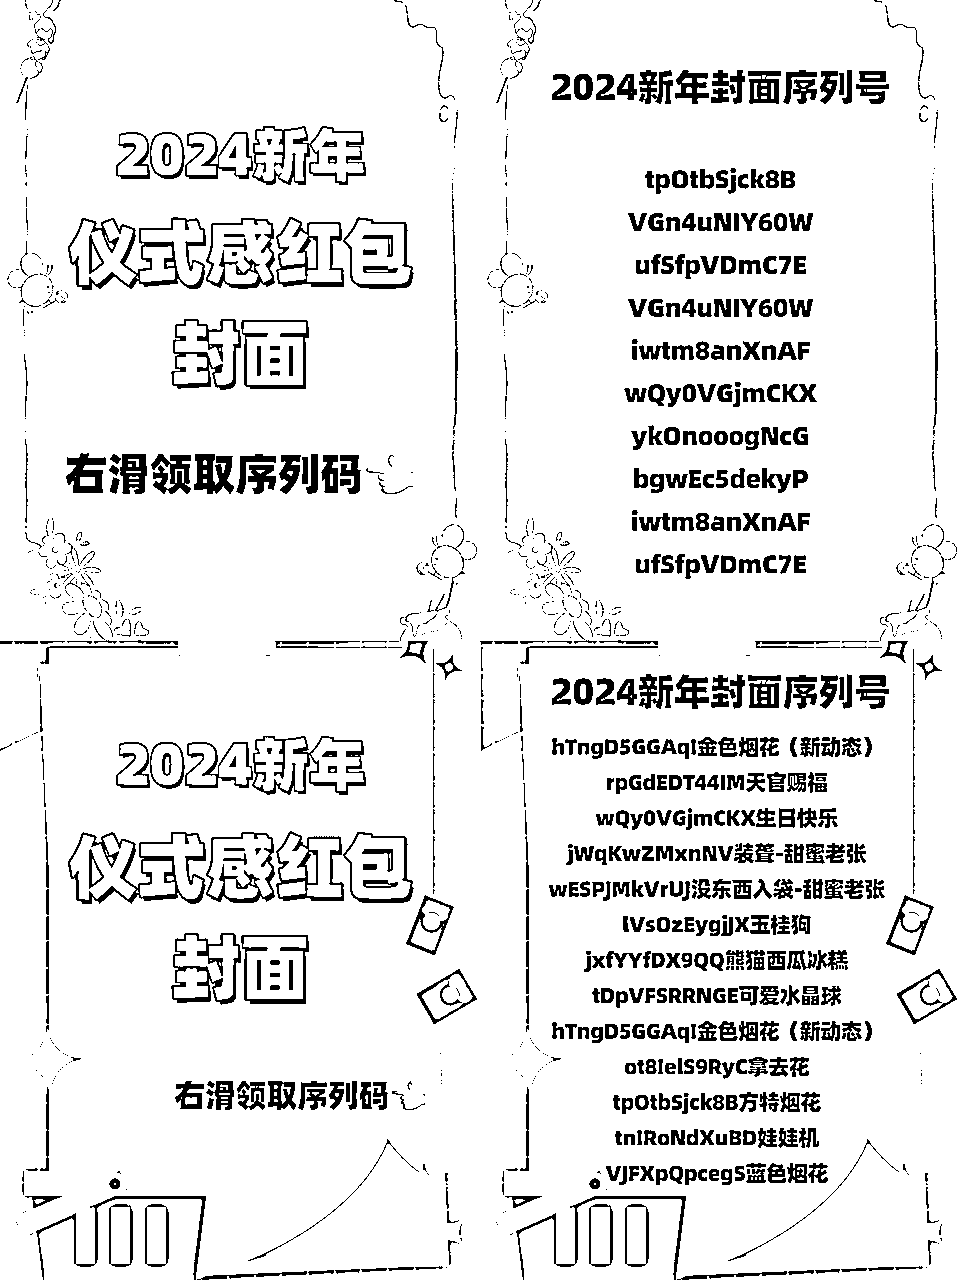 2024新年
仪式感红包
封面
右滑领取序列码
2024新年封面序列号
tpOtbSjck8B
VGn4uNIY60W
ufSfpVDmC7E
VGn4uNIY60W
iwtm8anXnAF
wQy0VGjmCKX
ykOnooogNcG
bgwEc5dekyP
iwtm8anXnAF
ufSfpVDmC7E
2024新年
仪式感红包
封面
右滑领取序列码
2024新年封面序列号
hTngD5GGAqI金色烟花（新动态）
rpGdEDT44IM天官赐福
wQy0VGjmCKX生日快乐
jWqKwZMxnNV装聋-甜蜜老张
wESPJMkVrUJ没东西入袋-甜蜜老张
lVsOzEygjJX玉桂狗
jxfYYfDX9QQ熊猫西瓜冰糕
tDpVFSRRNGE可爱水晶球
hTngD5GGAqI金色烟花（新动态）
ot8IelS9RyC拿去花
tpOtbSjck8B方特烟花
tnIRoNdXuBD娃娃机
VJFXpQpcegS蓝色烟花